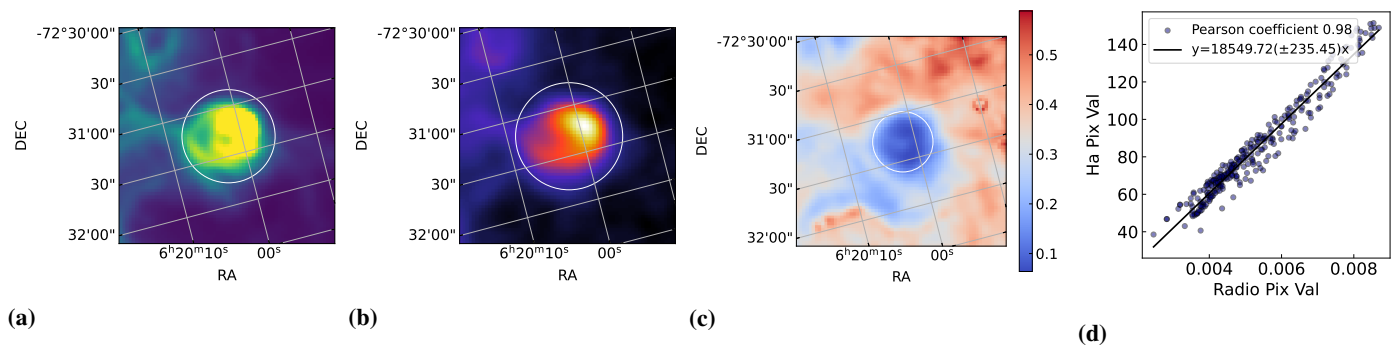 -72°30'00"
30"
31'00"
30"
32'00"
DEC
6h20m10s 00s
RA
(a)
-72°30'00"
30"
31'00"
30"
32'00"
DEC
6h20m10s 00s
RA
(b)
-72°30'00"
30"
31'00"
30"
32'00"
DEC
6h20m10s 00s
RA
0.5
0.4
0.3
0.2
0.1
(c)
Pearson coefficient 0.98
y=18549.72(±235.45)x
140
120
100
80
60
40
Ha Pix Val
0.004 0.006 0.008
Radio Pix Val
(d)